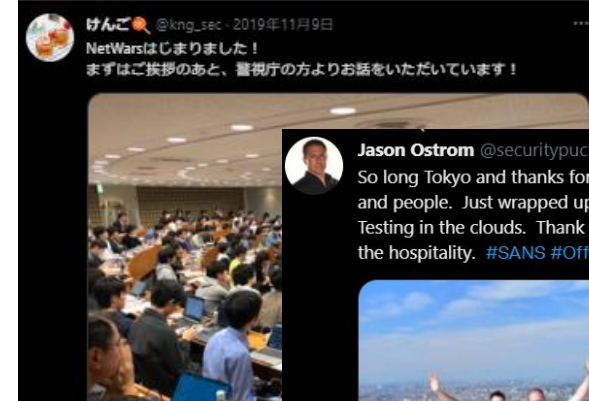 けんご @kng_sec · 2019年11月9日
NetWarsはじまりました！
まずはご挨拶のあと、警視庁の方よりお話をいただいています！
Jason Ostrom @securitypuc
So long Tokyo and thanks for
and people. Just wrapped up
Testing in the clouds. Thank
the hospitality. #SANS #Off